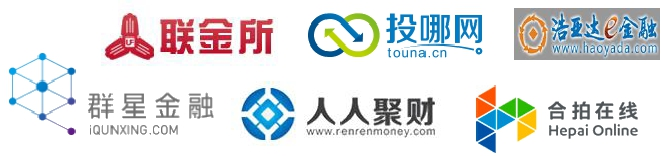 联金所
投哪网
touna.cn
浩亚达e金融
www.haoyada.com
群星金融
iQUNXING.COM
人人聚财
www.renrenmoney.com
合拍在线
Hepai Online